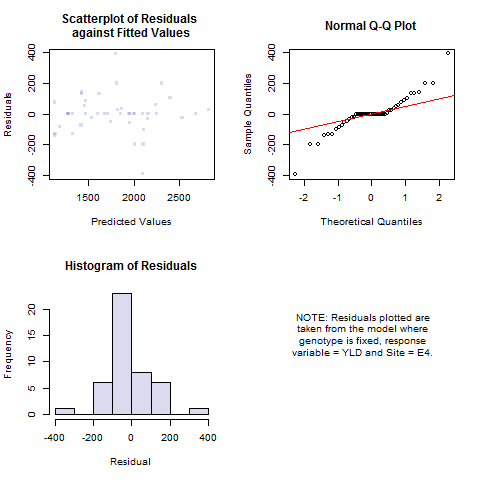 Scatterplot of Residuals
against Fitted Values
Normal Q-Q Plot
Residuals
400
200
0
-200
-400
1500
2000
2500
Predicted Values
Sample Quantiles
400
200
0
-200
-400
-2
-1
0
1
2
Theoretical Quantiles
Histogram of Residuals
Frequency
20
15
10
5
0
-400
-200
0
200
400
Residual
NOTE: Residuals plotted are
taken from the model where
genotype is fixed, response
variable = YLD and Site = E4.